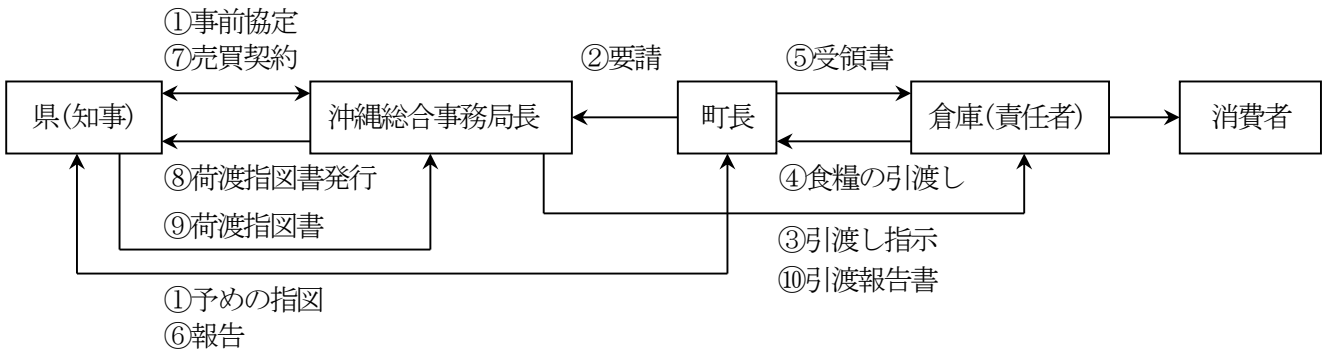 ①事前協定
⑦売買契約
②要請
⑤受領書
県(知事)
沖縄総合事務局長
町長
倉庫(責任者)
消費者
⑧荷渡指図書発行
④食糧の引渡し
⑨荷渡指図書
③引渡し指示
⑩引渡報告書
①予めの指図
⑥報告